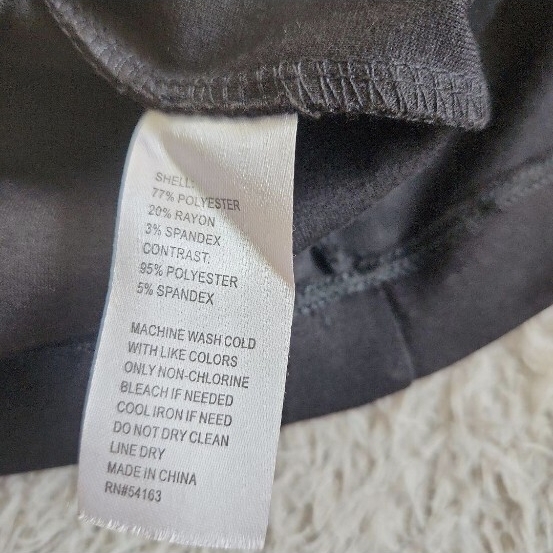 SHELL:
77% POLYESTER
20% RAYON
3% SPANDEX
CONTRAST:
95% POLYESTER
5% SPANDEX
MACHINE WASH COLD
WITH LIKE COLORS
ONLY NON-CHLORINE
BLEACH IF NEEDED
COOL IRON IF NEED
DO NOT DRY CLEAN
LINE DRY
MADE IN CHINA
RN#54163